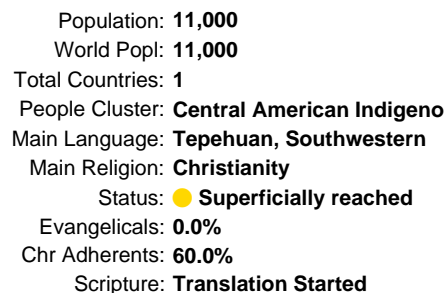 Population: 11,000
World Popl: 11,000
Total Countries: 1
People Cluster: Central American Indigeno
Main Language: Tepehuan, Southwestern
Main Religion: Christianity
Status: Superficially reached
Evangelicals: 0.0%
Chr Adherents: 60.0%
Scripture: Translation Started